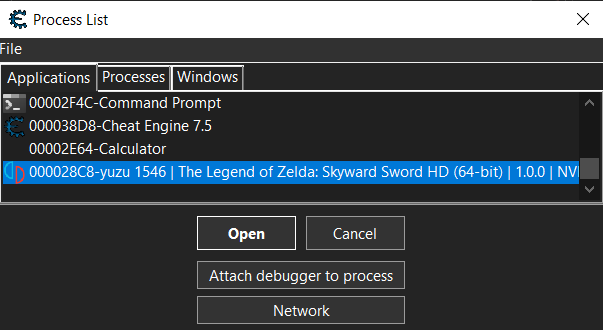 Process List
File
Applications Processes Windows
00002F4C-Command Prompt
000038D8-Cheat Engine 7.5
00002E64-Calculator
000028C8-yuzu 1546 | The Legend of Zelda: Skyward Sword HD (64-bit) | 1.0.0 | NVI
Open Cancel
Attach debugger to process
Network